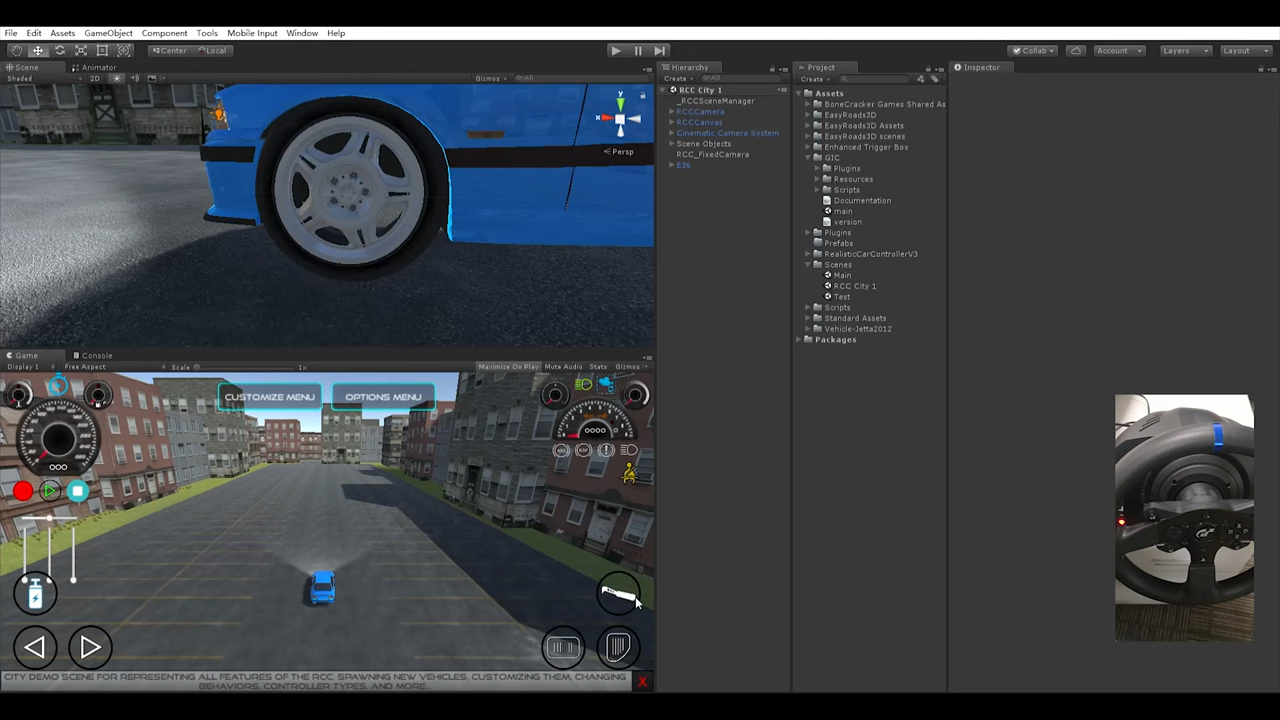 File Edit Assets GameObject Component Tools Mobile Input Window Help
Center Local Collab Account Layers Layout
Scene Animator
Shaded 2D Gizmos All
y
x
Persp
Game Console
Display 1 Free Aspect Scale 1x Maximize On Play Mute Audio Stats Gizmos
CUSTOMIZE MENU OPTIONS MENU
000
0000
CITY DEMO SCENE FOR REPRESENTING ALL FEATURES OF THE RCC. SPAWNING NEW VEHICLES, CUSTOMIZING THEM, CHANGING
BEHAVIORS, CONTROLLER TYPES, AND MORE...
X
Hierarchy
Create All
RCC City 1
_RCCSceneManager
RCCCamera
RCCCanvas
Cinematic Camera System
Scene Objects
RCC_FixedCamera
E36
Project
Create
Assets
BoneCracker Games Shared As
EasyRoads3D
EasyRoads3D Assets
EasyRoads3D scenes
Enhanced Trigger Box
GIC
Plugins
Resources
Scripts
Documentation
main
version
Plugins
Prefabs
RealisticCarControllerV3
Scenes
Main
RCC City 1
Test
Scripts
Standard Assets
Vehicle-Jetta2012
Packages
Inspector
GT